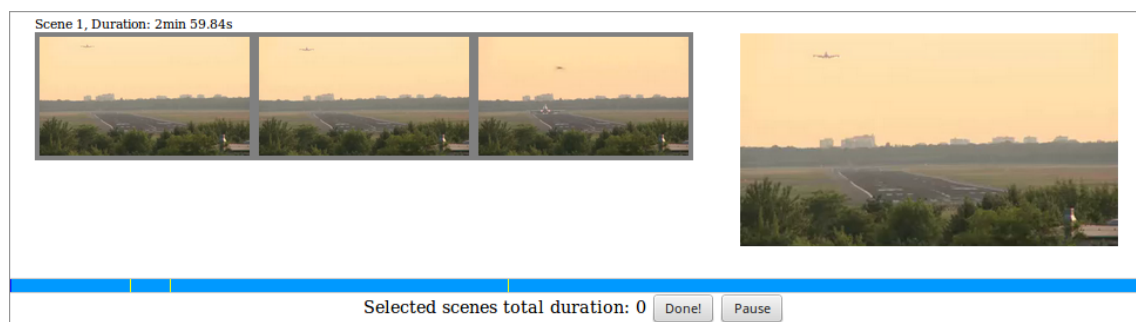 Scene 1, Duration: 2min 59.84s
Selected scenes total duration: 0 Done! Pause